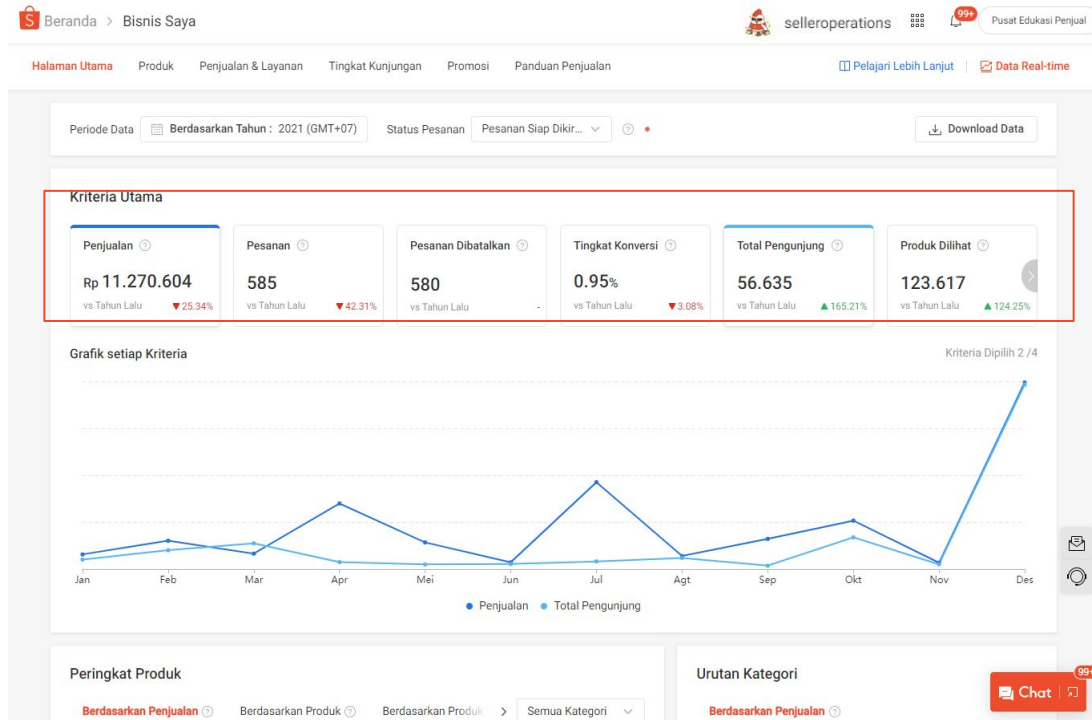 Beranda > Bisnis Saya
selleroperations
99+
Pusat Edukasi Penjual
Halaman Utama Produk Penjualan & Layanan Tingkat Kunjungan Promosi Panduan Penjualan
Pelajari Lebih Lanjut Data Real-time
Periode Data Berdasarkan Tahun : 2021 (GMT+07) Status Pesanan Pesanan Siap Dikir... Download Data
Kriteria Utama
Penjualan
Rp 11.270.604
vs Tahun Lalu ▼25.34%
Pesanan
585
vs Tahun Lalu ▼42.31%
Pesanan Dibatalkan
580
vs Tahun Lalu -
Tingkat Konversi
0.95%
vs Tahun Lalu ▼3.08%
Total Pengunjung
56.635
vs Tahun Lalu ▲165.21%
Produk Dilihat
123.617
vs Tahun Lalu ▲124.25%
Grafik setiap Kriteria Kriteria Dipilih 2 /4
Jan Feb Mar Apr Mei Jun Jul Agt Sep Okt Nov Des
Penjualan Total Pengunjung
Peringkat Produk
Berdasarkan Penjualan Berdasarkan Produk Berdasarkan Produk > Semua Kategori
Urutan Kategori
Berdasarkan Penjualan
Chat
99+